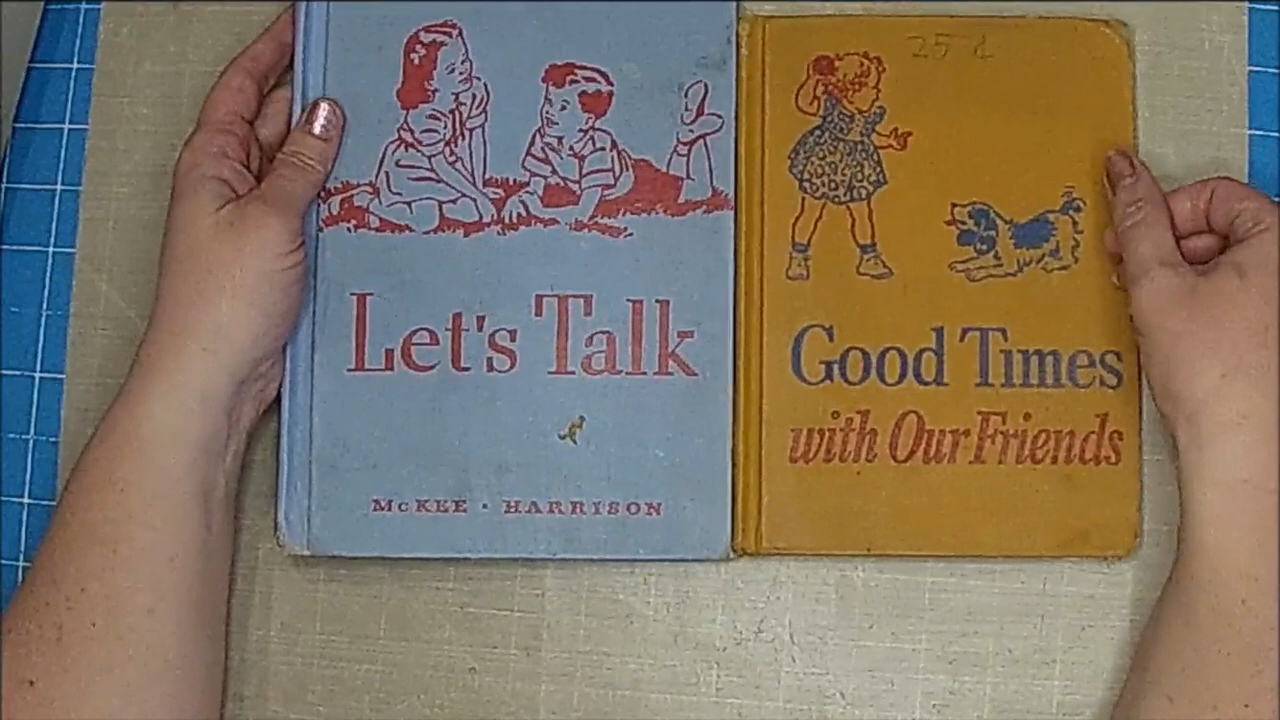 Let's Talk
McKEE · HARRISON
25¢
Good Times
with Our Friends